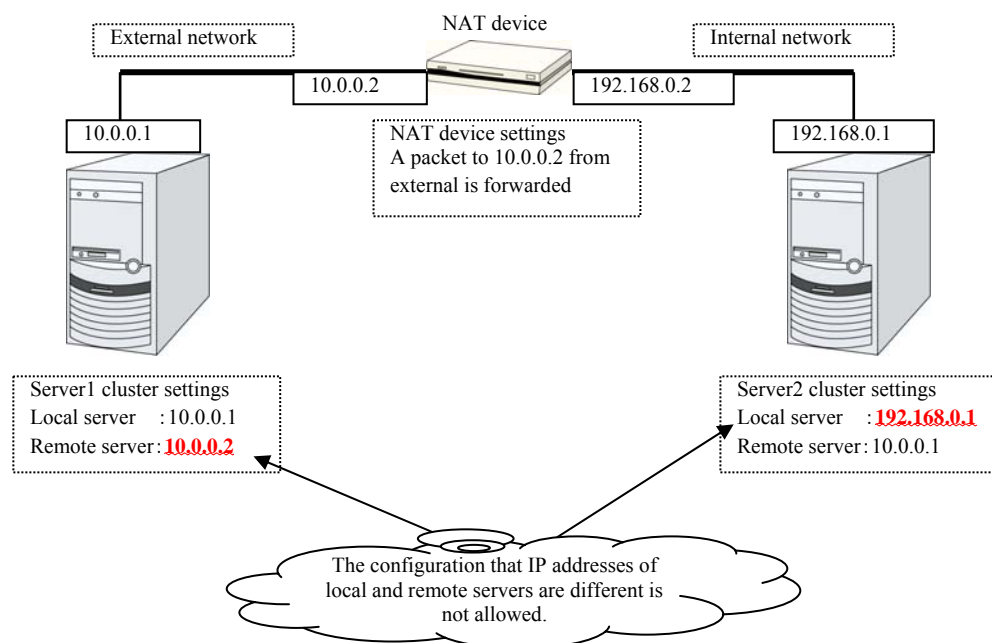 NAT device
External network
Internal network
10.0.0.2
192.168.0.2
10.0.0.1
192.168.0.1
NAT device settings
A packet to 10.0.0.2 from
external is forwarded
Server1 cluster settings
Local server : 10.0.0.1
Remote server: 10.0.0.2
Server2 cluster settings
Local server : 192.168.0.1
Remote server: 10.0.0.1
The configuration that IP addresses of
local and remote servers are different is
not allowed.